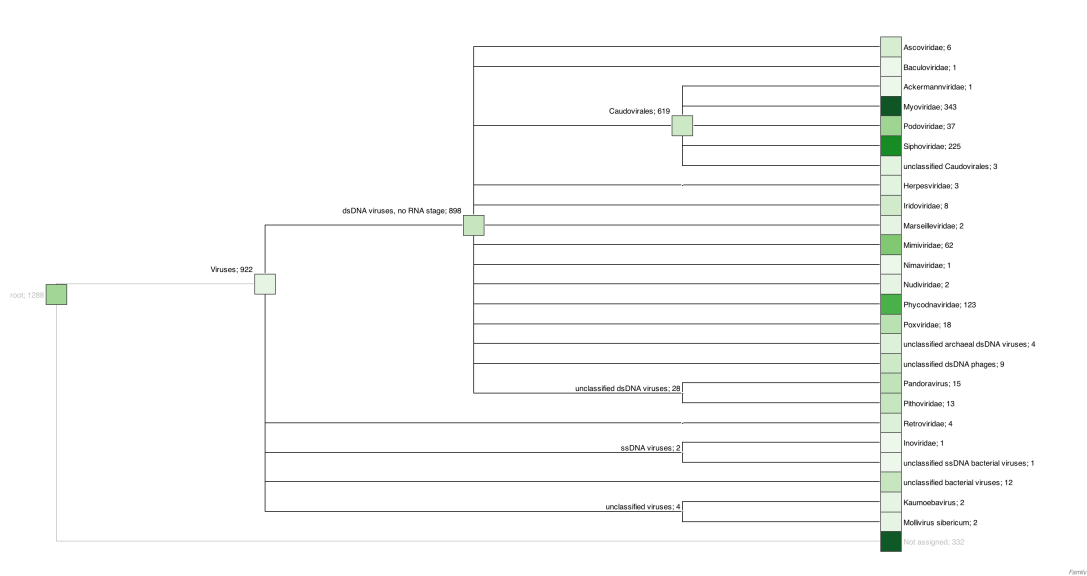 Ascoviridae; 6
Baculoviridae; 1
Ackermannviridae; 1
Caudovirales; 619
Myoviridae; 343
Podoviridae; 37
Siphoviridae; 225
unclassified Caudovirales; 3
Herpesviridae; 3
Iridoviridae; 8
dsDNA viruses, no RNA stage; 898
Marseilleviridae; 2
Mimiviridae; 62
Nimaviridae; 1
Viruses; 922
Nudiviridae; 2
root; 1288
Phycodnaviridae; 123
Poxviridae; 18
unclassified archaeal dsDNA viruses; 4
unclassified dsDNA phages; 9
Pandoravirus; 15
unclassified dsDNA viruses; 28
Pithoviridae; 13
Retroviridae; 4
Inoviridae; 1
ssDNA viruses; 2
unclassified ssDNA bacterial viruses; 1
unclassified bacterial viruses; 12
Kaumoebavirus; 2
unclassified viruses; 4
Mollivirus sibericum; 2
Not assigned; 332
Family